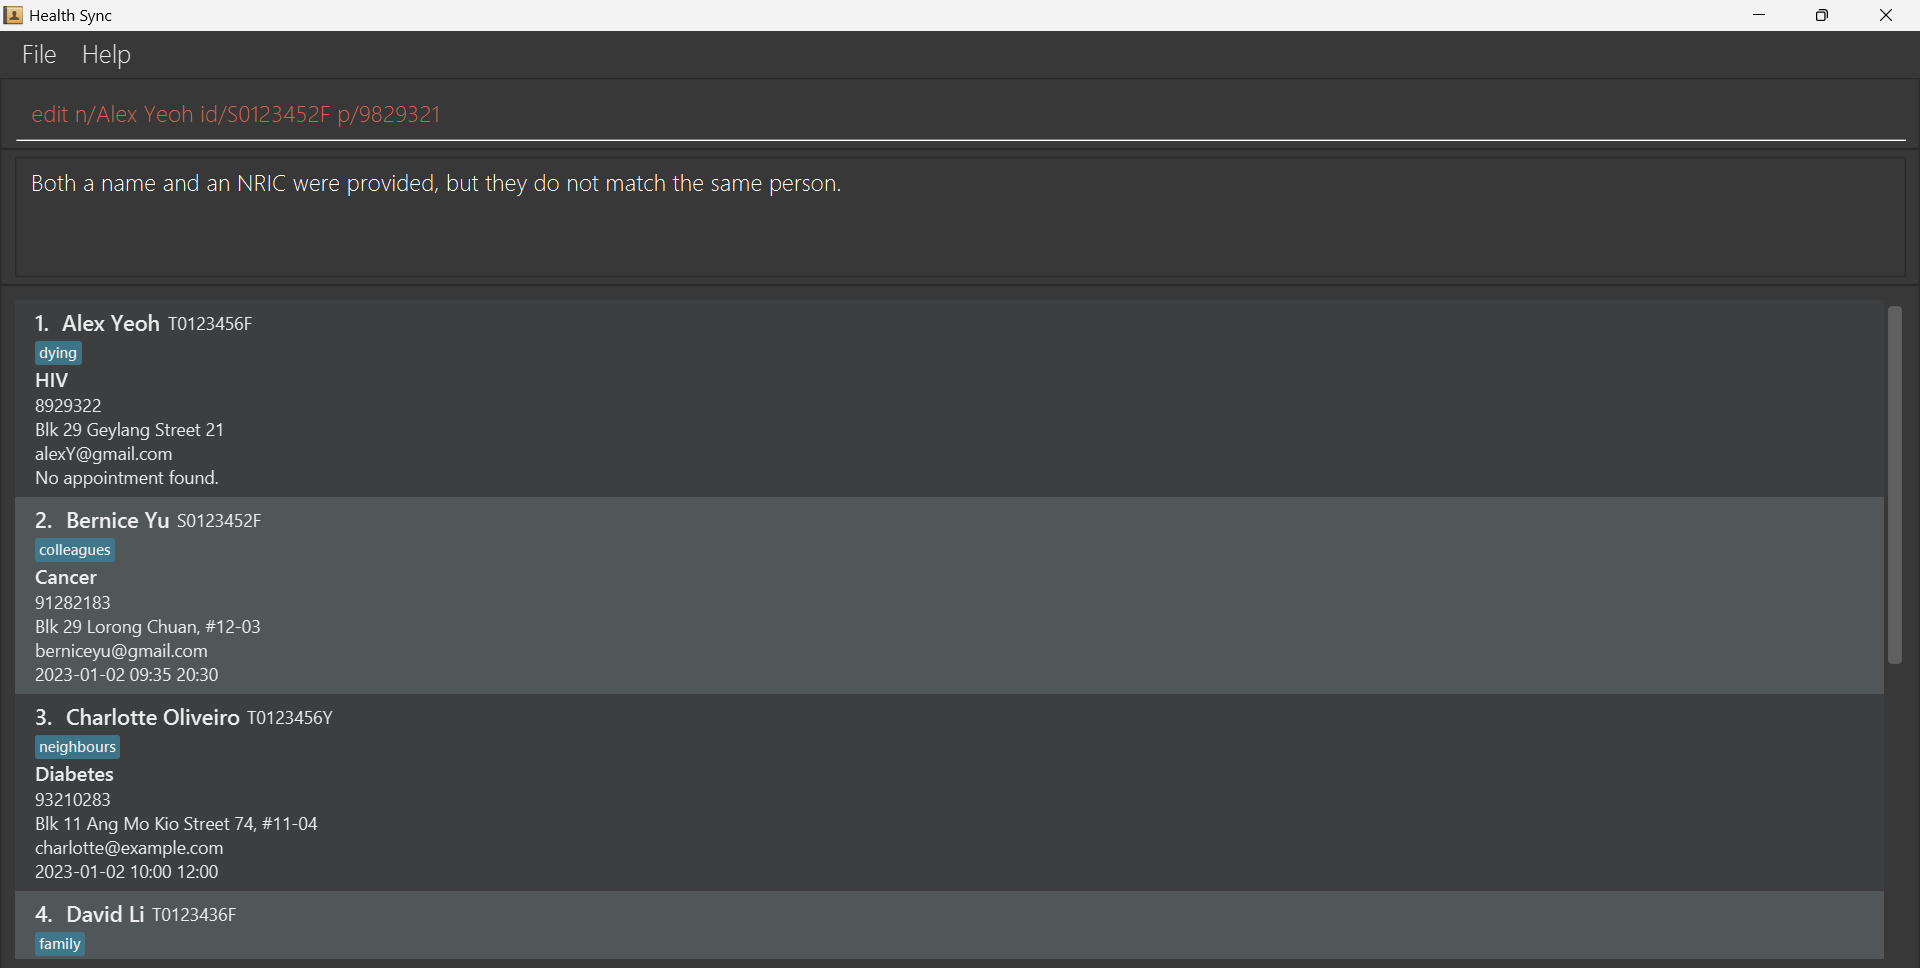 Health Sync
File Help
edit n/Alex Yeoh id/S0123452F p/9829321
Both a name and an NRIC were provided, but they do not match the same person.
1. Alex Yeoh T0123456F
dying
HIV
8929322
Blk 29 Geylang Street 21
alexY@gmail.com
No appointment found.
2. Bernice Yu S0123452F
colleagues
Cancer
91282183
Blk 29 Lorong Chuan, #12-03
berniceyu@gmail.com
2023-01-02 09:35 20:30
3. Charlotte Oliveiro T0123456Y
neighbours
Diabetes
93210283
Blk 11 Ang Mo Kio Street 74, #11-04
charlotte@example.com
2023-01-02 10:00 12:00
4. David Li T0123436F
family